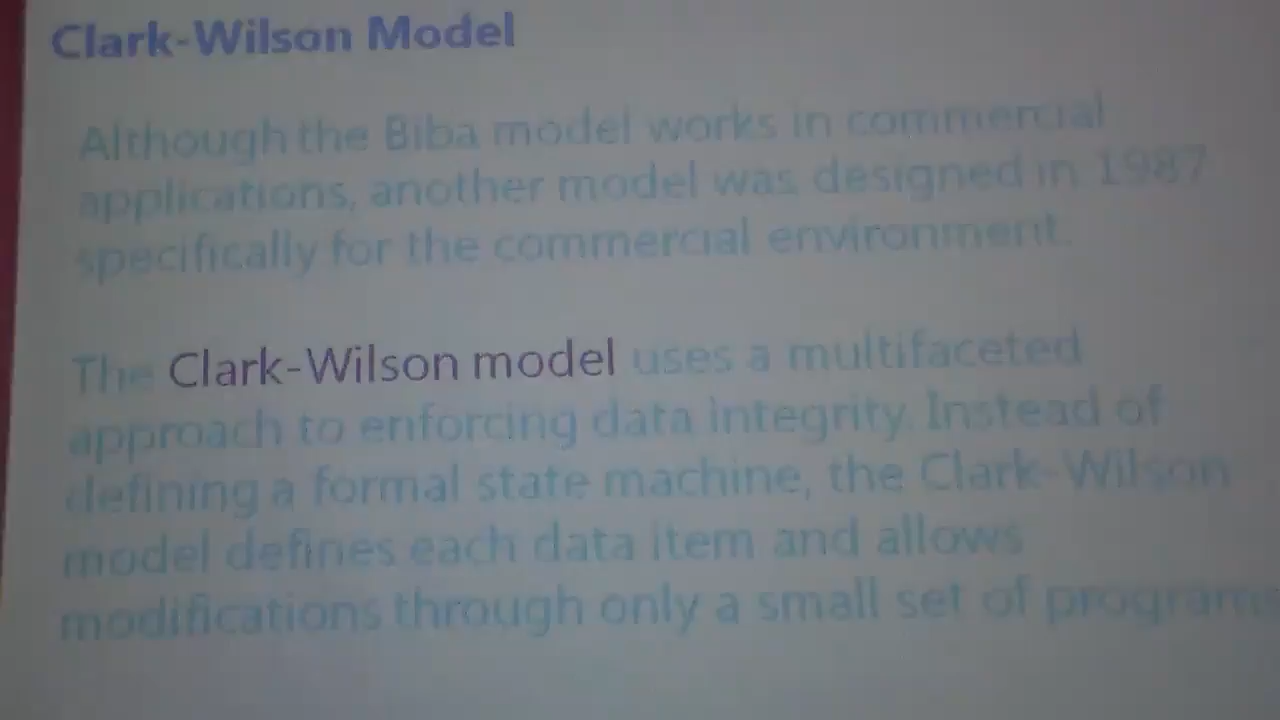 Clark-Wilson Model
Although the Biba model works in commercial
applications, another model was designed in 1987
specifically for the commercial environment.
The Clark-Wilson model uses a multifaceted
approach to enforcing data integrity. Instead of
defining a formal state machine, the Clark-Wilson
model defines each data item and allows
modifications through only a small set of programs